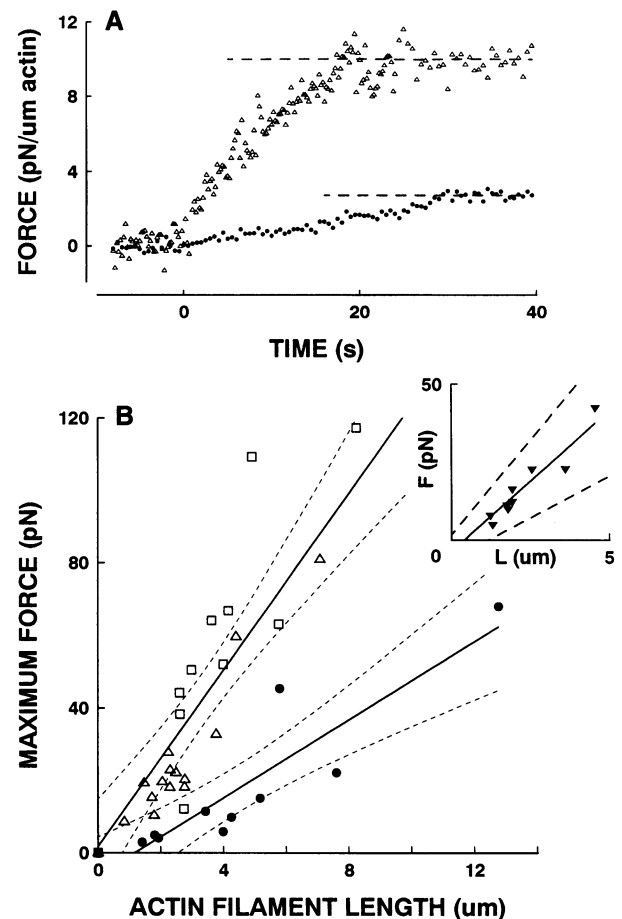 A
12
8
4
0
FORCE (pN/um actin)
0 20 40
TIME (s)
B
120
80
40
0
MAXIMUM FORCE (pN)
0 4 8 12
ACTIN FILAMENT LENGTH (um)
50
F (pN)
0 L (um) 5